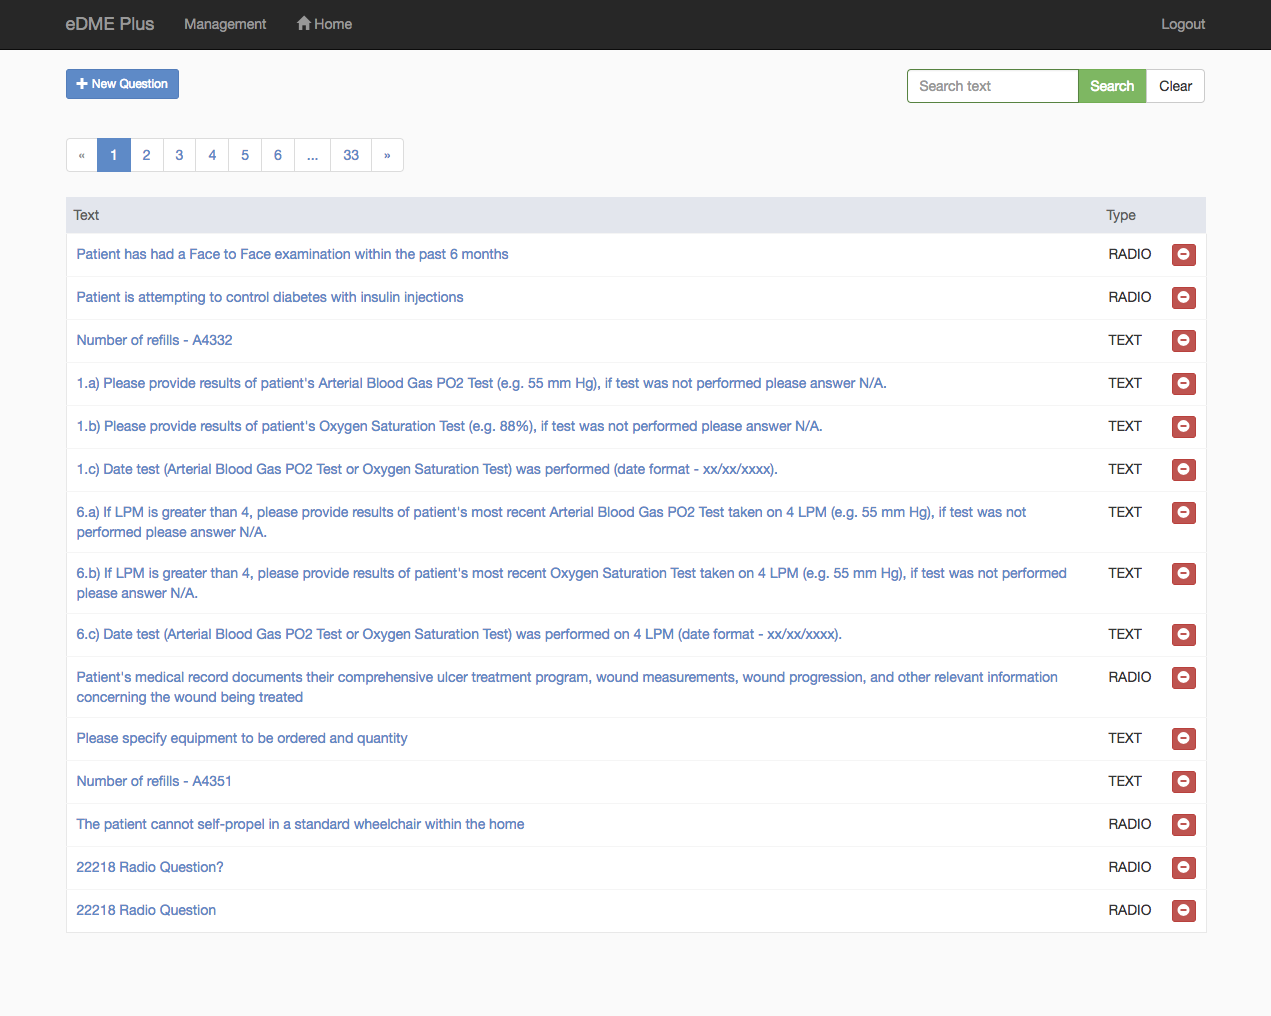 eDME Plus Management Home Logout
New Question Search text Search Clear
« 1 2 3 4 5 6 ... 33 »
Text Type
Patient has had a Face to Face examination within the past 6 months RADIO
Patient is attempting to control diabetes with insulin injections RADIO
Number of refills - A4332 TEXT
1.a) Please provide results of patient's Arterial Blood Gas PO2 Test (e.g. 55 mm Hg), if test was not performed please answer N/A. TEXT
1.b) Please provide results of patient's Oxygen Saturation Test (e.g. 88%), if test was not performed please answer N/A. TEXT
1.c) Date test (Arterial Blood Gas PO2 Test or Oxygen Saturation Test) was performed (date format - xx/xx/xxxx). TEXT
6.a) If LPM is greater than 4, please provide results of patient's most recent Arterial Blood Gas PO2 Test taken on 4 LPM (e.g. 55 mm Hg), if test was not TEXT
performed please answer N/A.
6.b) If LPM is greater than 4, please provide results of patient's most recent Oxygen Saturation Test taken on 4 LPM (e.g. 55 mm Hg), if test was not performed TEXT
please answer N/A.
6.c) Date test (Arterial Blood Gas PO2 Test or Oxygen Saturation Test) was performed on 4 LPM (date format - xx/xx/xxxx). TEXT
Patient's medical record documents their comprehensive ulcer treatment program, wound measurements, wound progression, and other relevant information RADIO
concerning the wound being treated
Please specify equipment to be ordered and quantity TEXT
Number of refills - A4351 TEXT
The patient cannot self-propel in a standard wheelchair within the home RADIO
22218 Radio Question? RADIO
22218 Radio Question RADIO